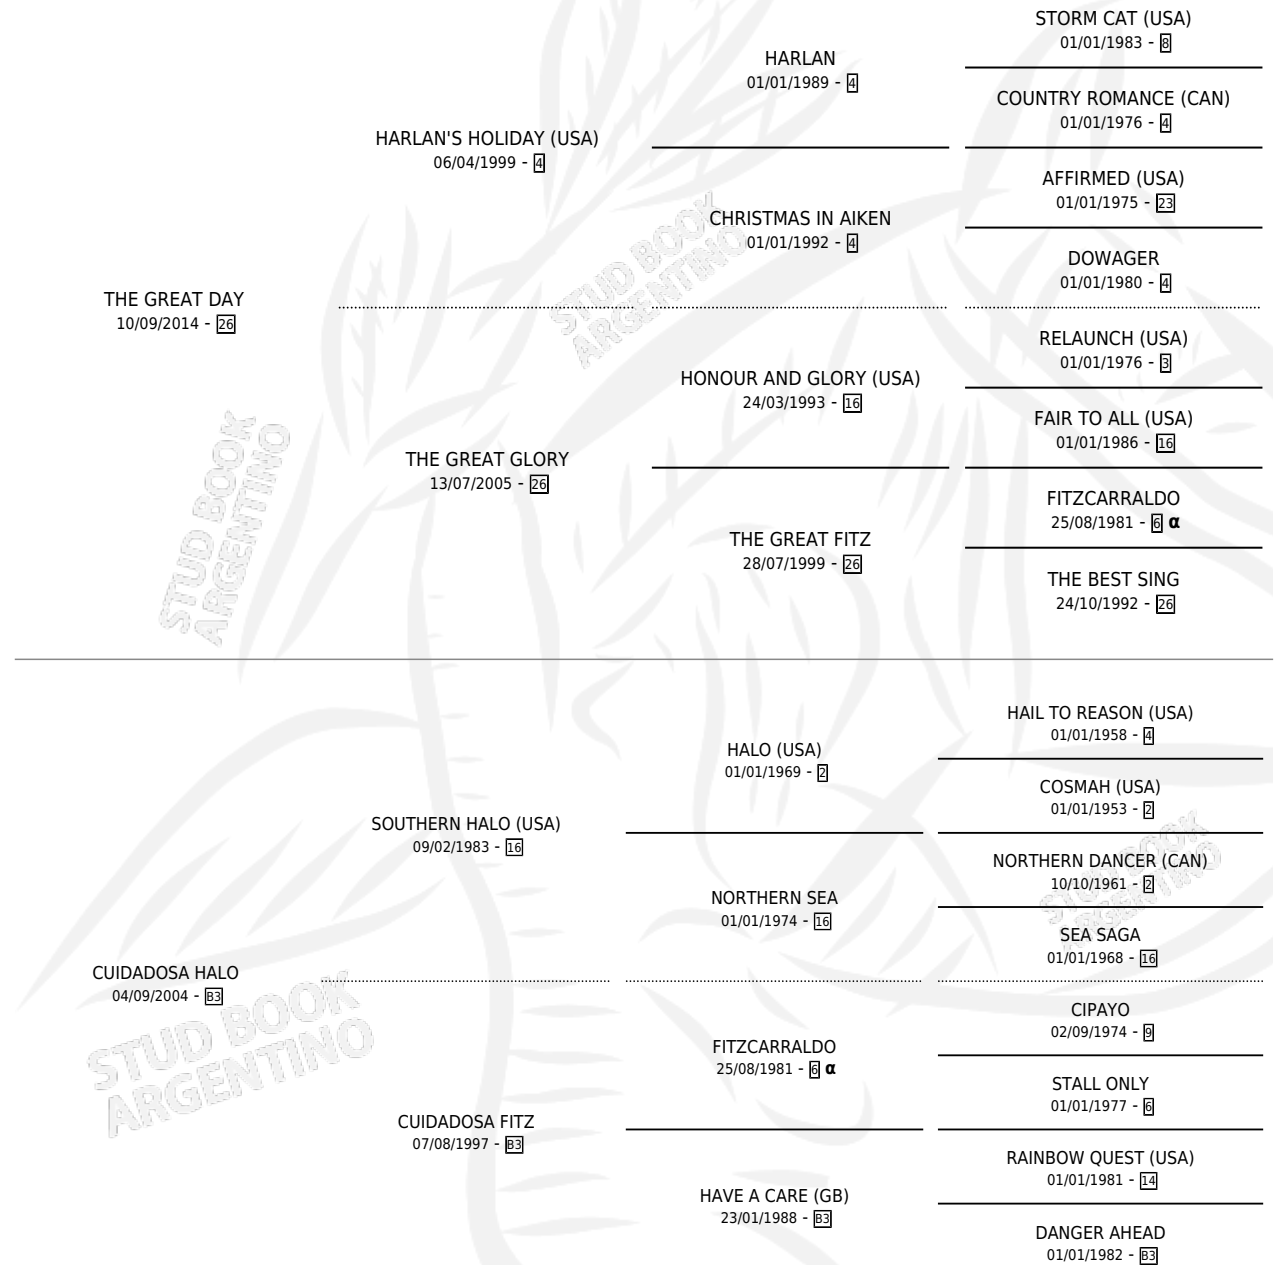 STORM CAT (USA)
01/01/1983 - 8
HARLAN
01/01/1989 - 4
COUNTRY ROMANCE (CAN)
01/01/1976 - 4
HARLAN'S HOLIDAY (USA)
06/04/1999 - 4
AFFIRMED (USA)
01/01/1975 - 23
CHRISTMAS IN AIKEN
01/01/1992 - 4
DOWAGER
01/01/1980 - 4
STUD BOOK
ARGENTINO
THE GREAT DAY
10/09/2014 - 26
RELAUNCH (USA)
01/01/1976 - 3
HONOUR AND GLORY (USA)
24/03/1993 - 16
FAIR TO ALL (USA)
01/01/1986 - 16
THE GREAT GLORY
13/07/2005 - 26
FITZCARRALDO
25/08/1981 - 6 α
THE GREAT FITZ
28/07/1999 - 26
THE BEST SING
24/10/1992 - 26
STUD BOOK
ARGENTINO
HAIL TO REASON (USA)
01/01/1958 - 4
HALO (USA)
01/01/1969 - 2
COSMAH (USA)
01/01/1953 - 2
SOUTHERN HALO (USA)
09/02/1983 - 16
NORTHERN DANCER (CAN)
10/10/1961 - 2
NORTHERN SEA
01/01/1974 - 16
SEA SAGA
01/01/1968 - 16
STUD BOOK
ARGENTINO
CUIDADOSA HALO
04/09/2004 - B3
CIPAYO
02/09/1974 - 9
FITZCARRALDO
25/08/1981 - 6 α
STALL ONLY
01/01/1977 - 6
CUIDADOSA FITZ
07/08/1997 - B3
RAINBOW QUEST (USA)
01/01/1981 - 14
HAVE A CARE (GB)
23/01/1988 - B3
DANGER AHEAD
01/01/1982 - B3
STUD BOOK
ARGENTINO